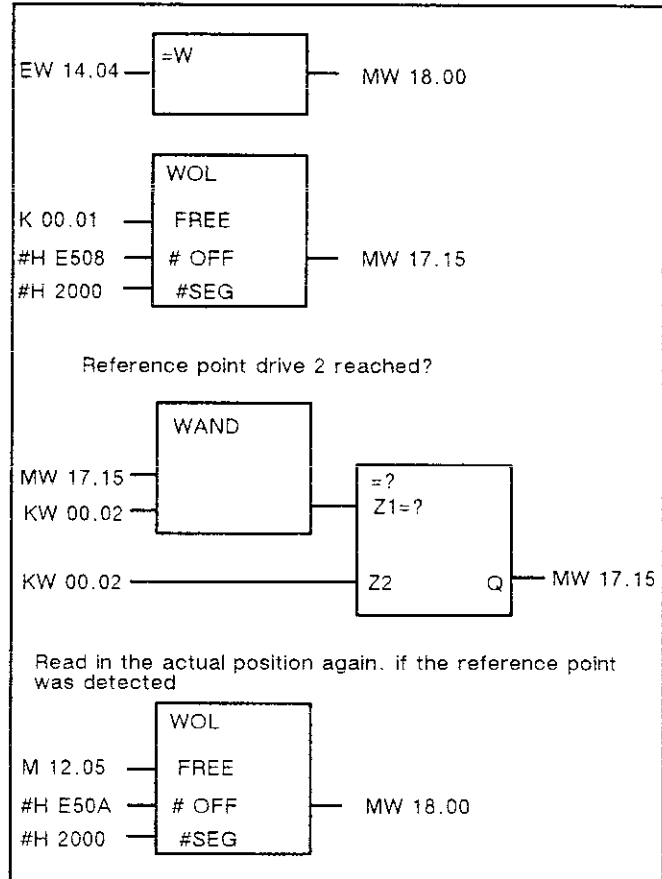 =W
EW 14.04
MW 18.00
WOL
K 00.01
FREE
#H E508
# OFF
MW 17.15
#H 2000
#SEG
Reference point drive 2 reached?
WAND
MW 17.15
=?
Z1=?
KW 00.02
KW 00.02
Z2
Q
MW 17.15
Read in the actual position again. if the reference point
was detected
WOL
M 12.05
FREE
#H E50A
# OFF
MW 18.00
#H 2000
#SEG